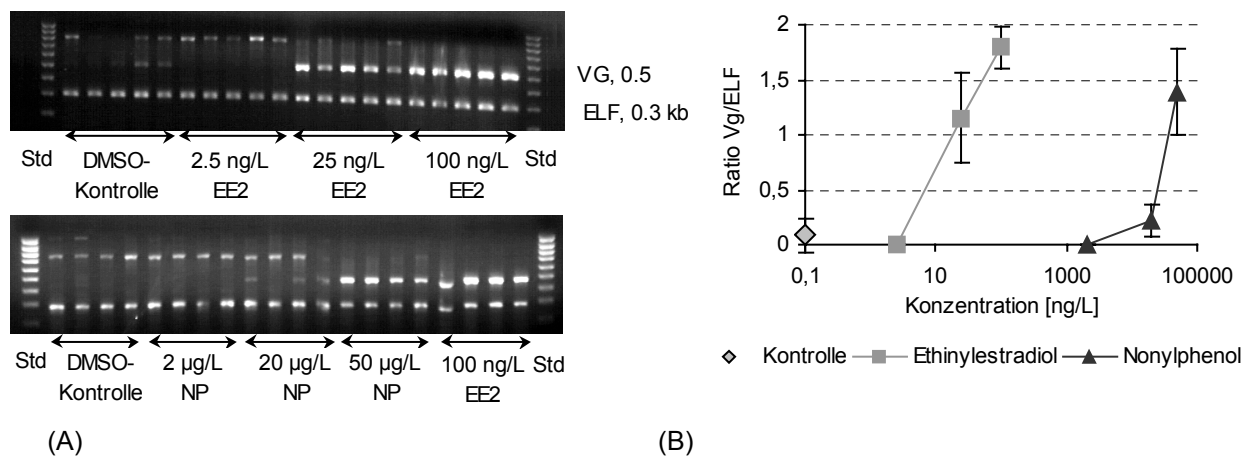 VG, 0.5
ELF, 0.3 kb
Std
DMSO-
Kontrolle
2.5 ng/L
EE2
25 ng/L
EE2
100 ng/L
EE2
Std
Std
DMSO-
Kontrolle
2 µg/L
NP
20 µg/L
NP
50 µg/L
NP
100 ng/L
EE2
Std
(A)
Ratio Vg/ELF
2
1,5
1
0,5
0
0,1
10
1000
100000
Konzentration [ng/L]
Kontrolle
Ethinylestradiol
Nonylphenol
(B)